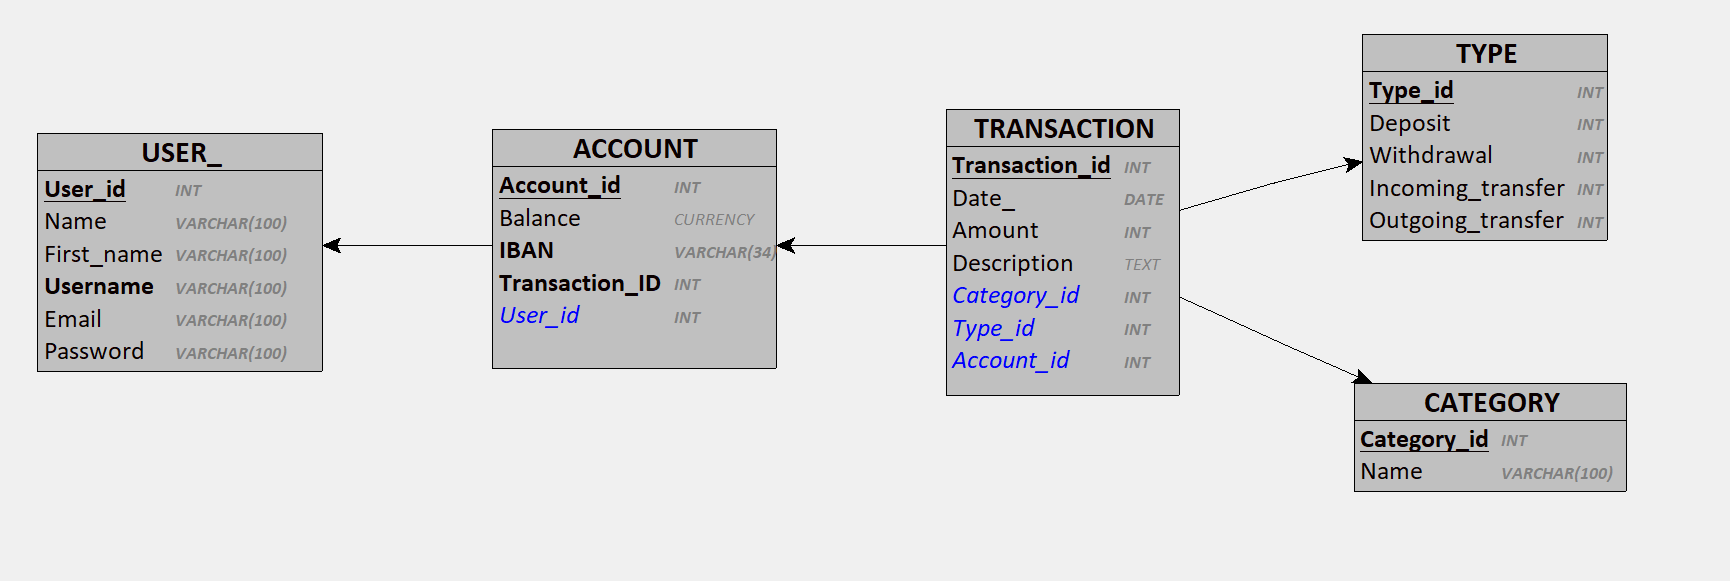 USER_
User_id INT
Name VARCHAR(100)
First_name VARCHAR(100)
Username VARCHAR(100)
Email VARCHAR(100)
Password VARCHAR(100)
ACCOUNT
Account_id INT
Balance CURRENCY
IBAN VARCHAR(34)
Transaction_ID INT
User_id INT
TRANSACTION
Transaction_id INT
Date_ DATE
Amount INT
Description TEXT
Category_id INT
Type_id INT
Account_id INT
TYPE
Type_id INT
Deposit INT
Withdrawal INT
Incoming_transfer INT
Outgoing_transfer INT
CATEGORY
Category_id INT
Name VARCHAR(100)